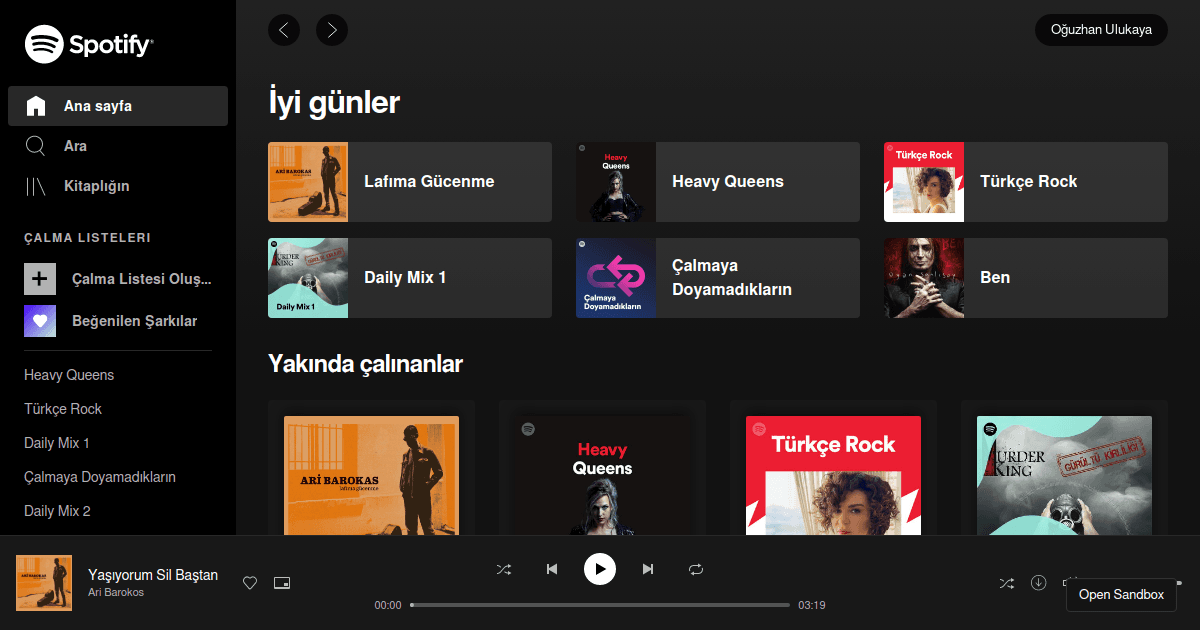 Spotify
Oğuzhan Ulukaya
Ana sayfa
Ara
Kitaplığın
ÇALMA LİSTELERİ
Çalma Listesi Oluş...
Beğenilen Şarkılar
Heavy Queens
Türkçe Rock
Daily Mix 1
Çalmaya Doyamadıkların
Daily Mix 2
İyi günler
ARİ BAROKAS
Lafıma Gücenme
Heavy
Queens
Heavy Queens
Türkçe Rock
Türkçe Rock
MURDER
KING
Daily Mix 1
Daily Mix 1
Çalmaya
Doyamadıkların
Çalmaya
Doyamadıkların
Ben
Yakında çalınanlar
ARİ BAROKAS
lafıma gücenme
Heavy
Queens
Türkçe Rock
MURDER
KING
GÜRÜLTÜ KİRLİLİĞİ
Yaşıyorum Sil Baştan
Ari Barokos
00:00
03:19
Open Sandbox